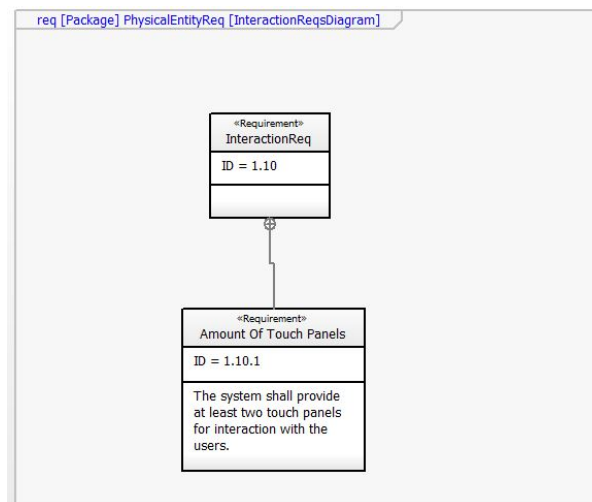 req [Package] PhysicalEntityReq [InteractionReqsDiagram]
«Requirement»
InteractionReq
ID = 1.10
«Requirement»
Amount Of Touch Panels
ID = 1.10.1
The system shall provide
at least two touch panels
for interaction with the
users.